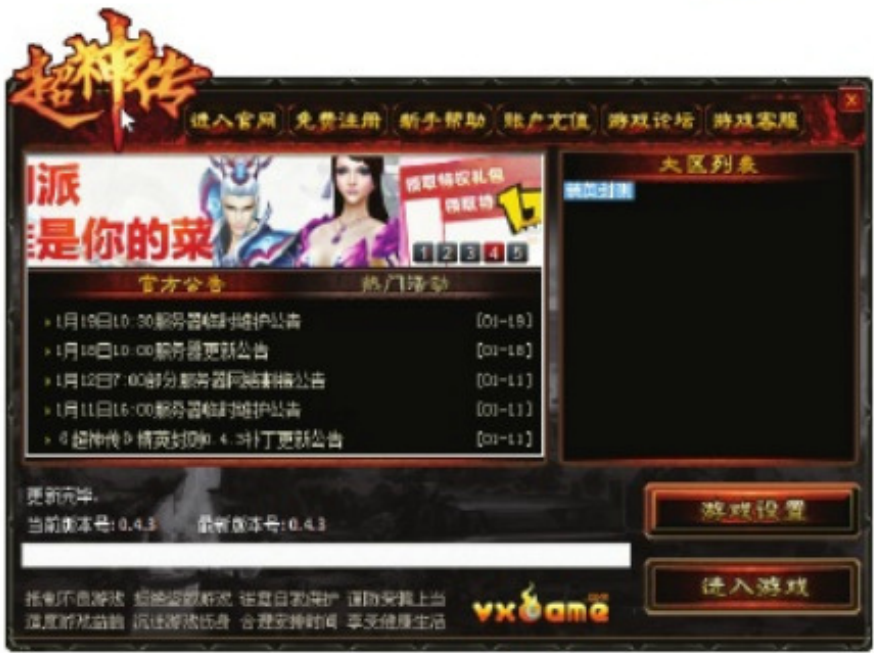 超神传
进入官网 免费注册 新手帮助 账户充值 游戏论坛 游戏客服
派
是你的菜
领取特权礼包
领取特
1 2 3 4 5
大区列表
官方公告 热门活动
1月19日10:30服务器临时维护公告 [01-19]
1月18日10:00服务器更新公告 [01-18]
1月12日7:00部分服务器网络割接公告 [01-11]
1月11日16:00服务器临时维护公告 [01-11]
《超神传》精英封测0.4.3补丁更新公告 [01-11]
更新完毕.
当前版本号:0.4.3 最新版本号:0.4.3
游戏设置
进入游戏
抵制不良游戏 拒绝盗版游戏 注意自我保护 谨防受骗上当
适度游戏益脑 沉迷游戏伤身 合理安排时间 享受健康生活
vxGame
.com